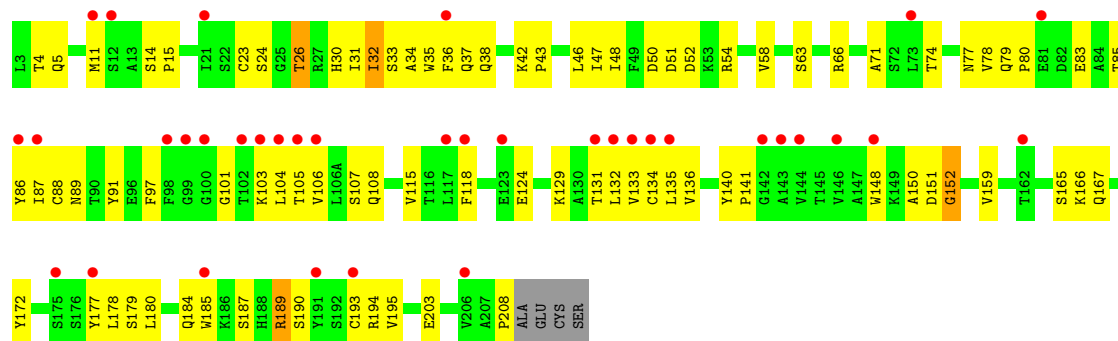 L3 T4 Q5 M11 S12 A13 S14 P15 I21 S22 C23 S24 G25 T26 R27 H30 I31 I32 S33 A34 W35 F36 Q37 Q38 K42 P43 L46 I47 I48 F49 D50 D51 D52 K53 R54 V58 S63 R66 A71 S72 L73 T74 N77 V78 Q79 P80 E81 D82 E83 A84 T85
Y86 I87 C88 N89 T90 Y91 E96 F97 F98 G99 G100 G101 T102 K103 L104 T105 V106 L106A S107 Q108 V115 T116 L117 F118 E123 E124 K129 A130 T131 L132 V133 C134 L135 V136 Y140 P141 G142 A143 V144 T145 V146 A147 W148 K149 A150 D151 G152 V159 T162 S165 K166 Q167
Y172 S175 S176 Y177 L178 S179 L180 Q184 W185 K186 S187 H188 R189 S190 Y191 S192 C193 R194 V195 E203 V206 A207 P208 ALA GLU CYS SER